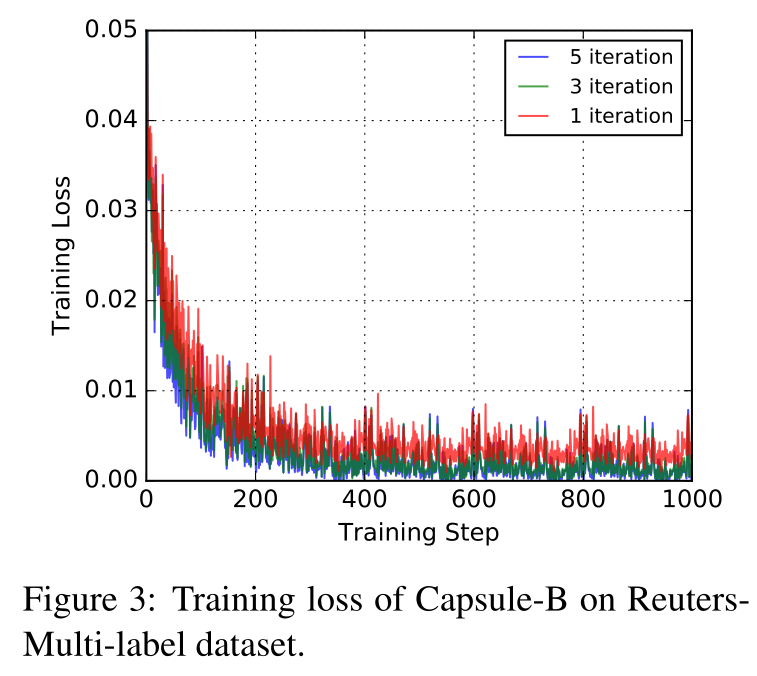 0.05
0.04
0.03
0.02
0.01
0.00
Training Loss
5 iteration
3 iteration
1 iteration
0 200 400 600 800 1000
Training Step
Figure 3: Training loss of Capsule-B on Reuters-
Multi-label dataset.